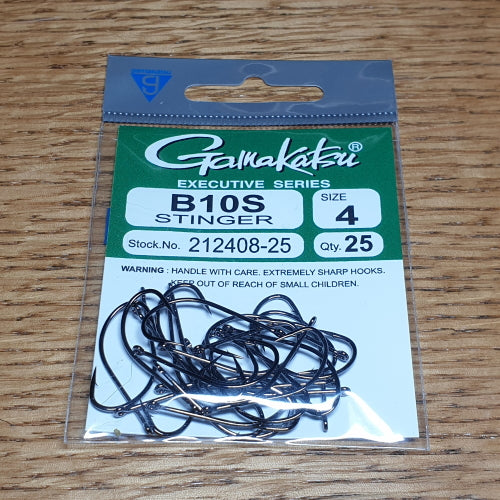 Gamakatsu®
EXECUTIVE SERIES
B10S
STINGER
SIZE
4
Stock.No. 212408-25
Qty. 25
WARNING : HANDLE WITH CARE. EXTREMELY SHARP HOOKS.
KEEP OUT OF REACH OF SMALL CHILDREN.